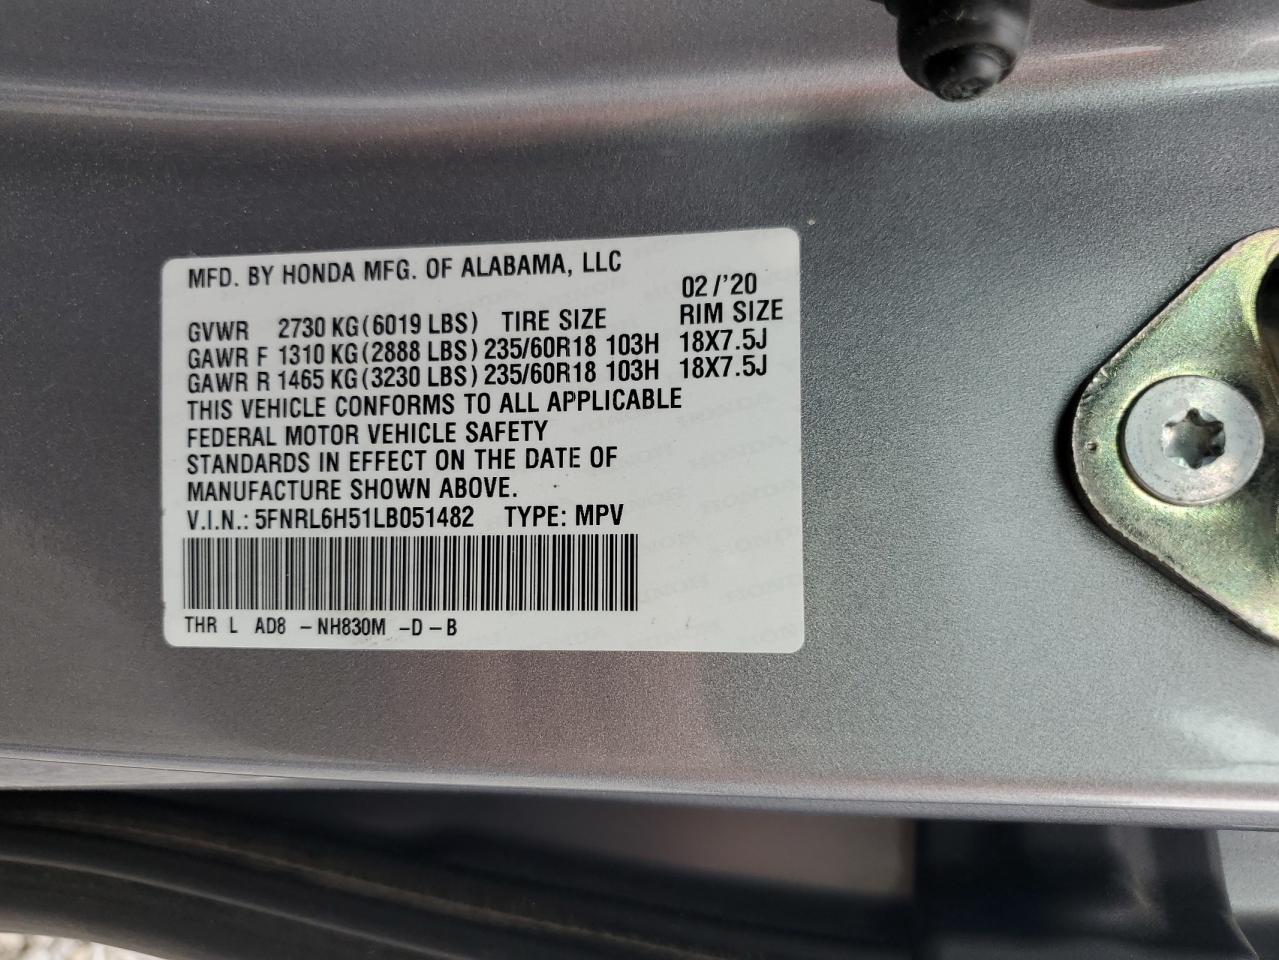 MFD. BY HONDA MFG. OF ALABAMA, LLC
02/'20
GVWR 2730 KG(6019 LBS) TIRE SIZE RIM SIZE
GAWR F 1310 KG(2888 LBS) 235/60R18 103H 18X7.5J
GAWR R 1465 KG(3230 LBS) 235/60R18 103H 18X7.5J
THIS VEHICLE CONFORMS TO ALL APPLICABLE
FEDERAL MOTOR VEHICLE SAFETY
STANDARDS IN EFFECT ON THE DATE OF
MANUFACTURE SHOWN ABOVE.
V.I.N.: 5FNRL6H51LB051482 TYPE: MPV
THR L AD8 -NH830M -D-B